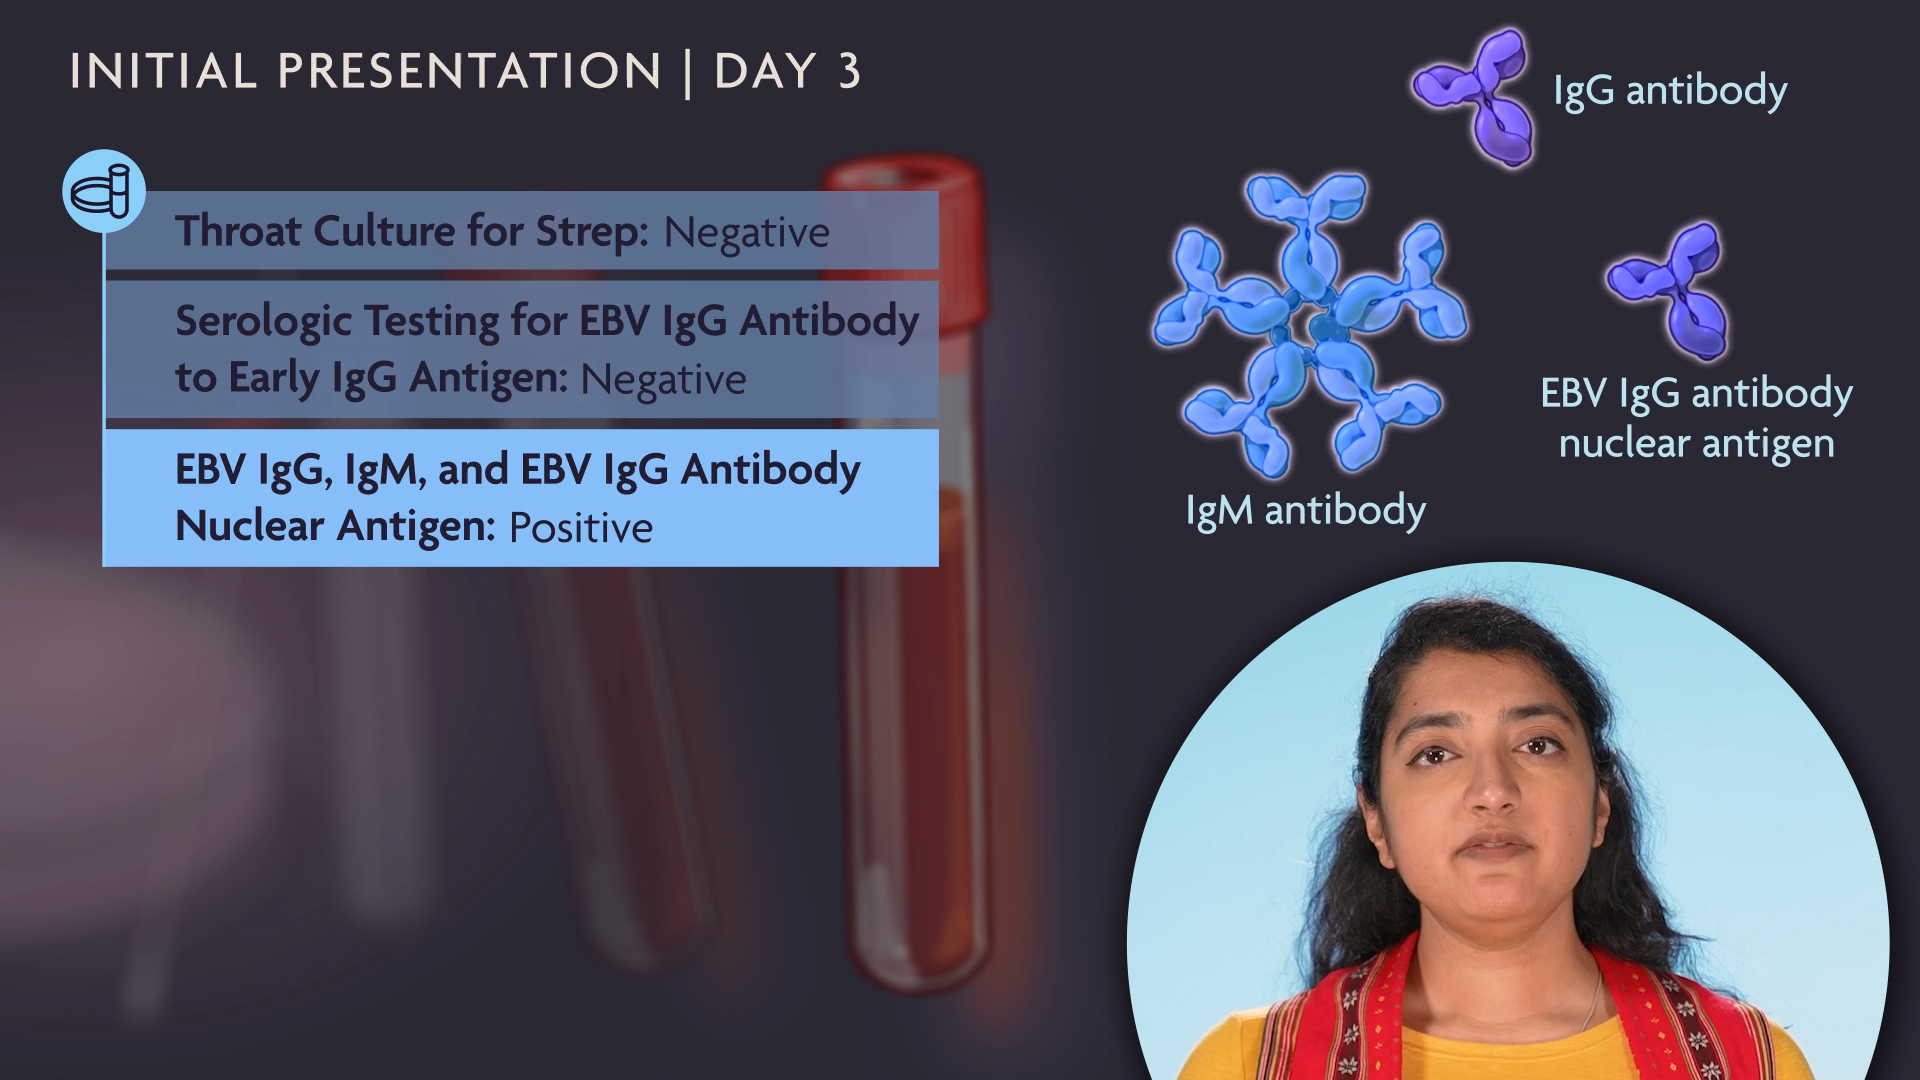 INITIAL PRESENTATION | DAY 3
Throat Culture for Strep: Negative
Serologic Testing for EBV IgG Antibody
to Early IgG Antigen: Negative
EBV IgG, IgM, and EBV IgG Antibody
Nuclear Antigen: Positive
IgG antibody
IgM antibody
EBV IgG antibody
nuclear antigen